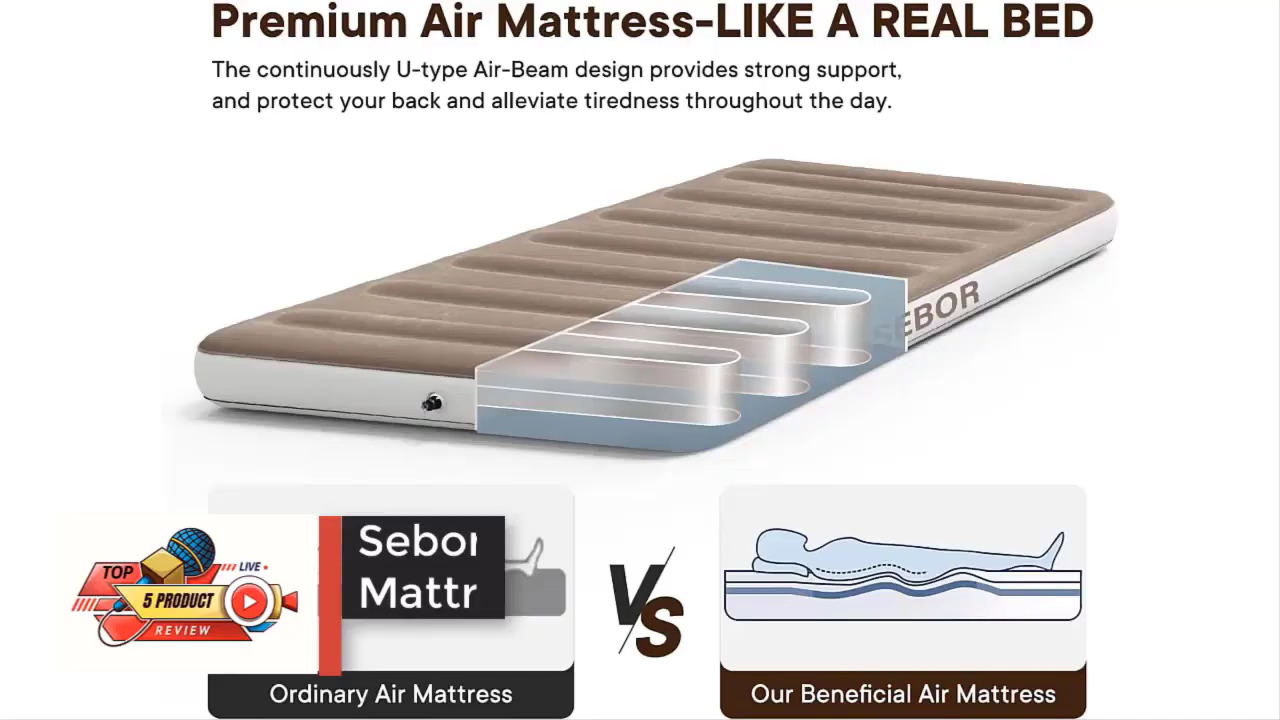 Premium Air Mattress-LIKE A REAL BED
The continuously U-type Air-Beam design provides strong support,
and protect your back and alleviate tiredness throughout the day.
SEBOR
TOP
LIVE
5 PRODUCT
REVIEW
Sebor
Mattr
VS
Ordinary Air Mattress
Our Beneficial Air Mattress